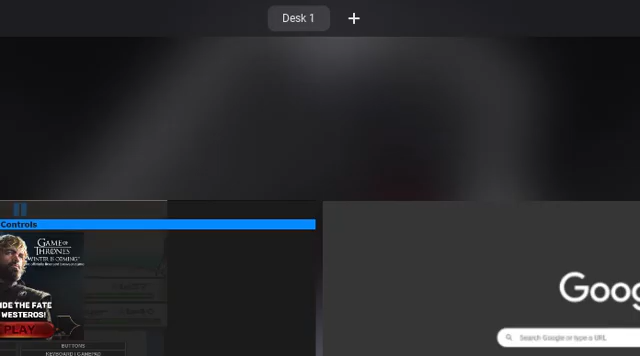 Desk 1
Controls
GAME OF
THRONES
WINTER IS COMING
IDE THE FATE
WESTEROS!
PLAY
BUTTONS
KEYBOARD / GAMEPAD
Goog
Search Google or type a URL